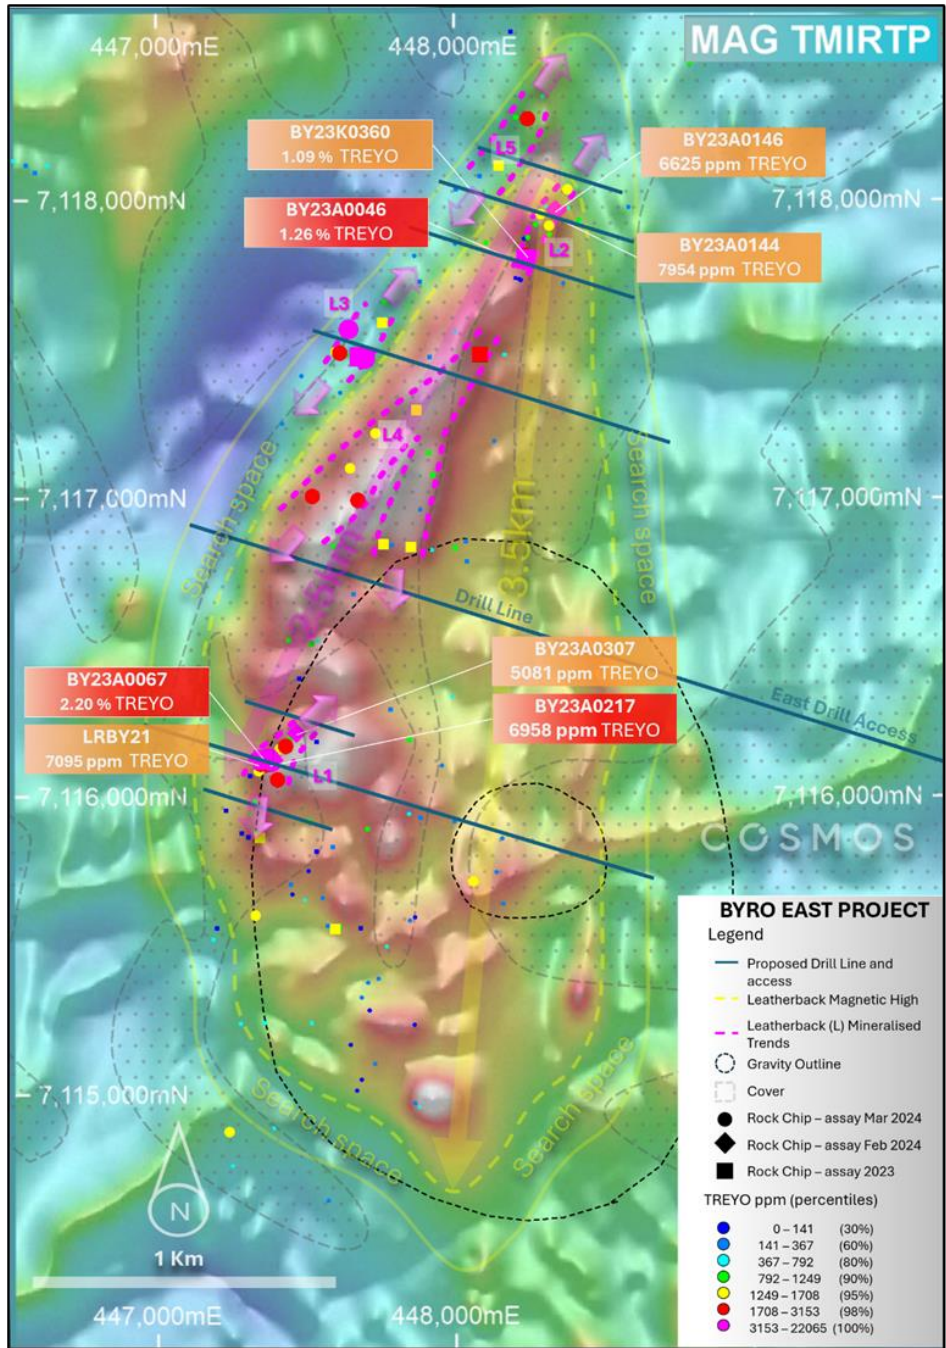 447,000mE
448,000mE
MAG TMIRTP
BY23K0360
1.09 % TREYO
L5
BY23A0146
6625 ppm TREYO
7,118,000mN
7,118,000mN
BY23A0046
1.26 % TREYO
L2
BY23A0144
7954 ppm TREYO
L3
L4
Search space
Search space
7,117,000mN
7,117,000mN
3.5km
Drill Line
BY23A0307
5081 ppm TREYO
BY23A0067
2.20 % TREYO
BY23A0217
6958 ppm TREYO
East Drill Access
LRBY21
7095 ppm TREYO
L1
7,116,000mN
7,116,000mN
COSMOS
7,115,000mN
Search space
Search space
N
1 Km
447,000mE
448,000mE
BYRO EAST PROJECT
Legend
Proposed Drill Line and
access
Leatherback Magnetic High
Leatherback (L) Mineralised
Trends
Gravity Outline
Cover
Rock Chip – assay Mar 2024
Rock Chip – assay Feb 2024
Rock Chip – assay 2023
TREYO ppm (percentiles)
0 – 141 (30%)
141 – 367 (60%)
367 – 792 (80%)
792 – 1249 (90%)
1249 – 1708 (95%)
1708 – 3153 (98%)
3153 – 22065 (100%)